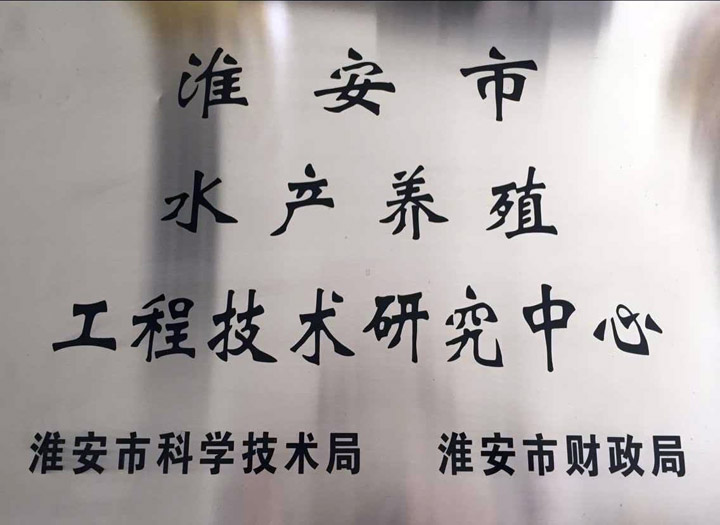 淮安市
水产养殖
工程技术研究中心
淮安市科学技术局 淮安市财政局